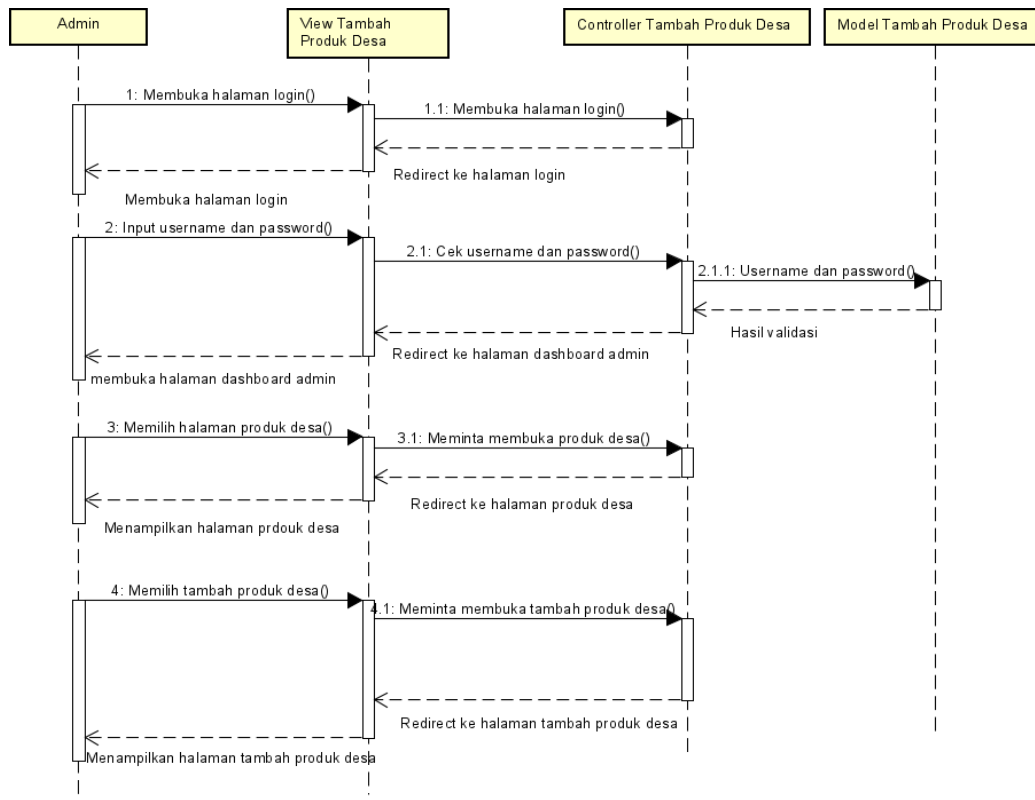 Admin
View Tambah
Produk Desa
Controller Tambah Produk Desa
Model Tambah Produk Desa
1: Membuka halaman login()
1.1: Membuka halaman login()
Redirect ke halaman login
Membuka halaman login
2: Input username dan password()
2.1: Cek username dan password()
2.1.1: Username dan password()
Hasil validasi
Redirect ke halaman dashboard admin
membuka halaman dashboard admin
3: Memilih halaman produk desa()
3.1: Meminta membuka produk desa()
Redirect ke halaman produk desa
Menampilkan halaman prdouk desa
4: Memilih tambah produk desa()
4.1: Meminta membuka tambah produk desa()
Redirect ke halaman tambah produk desa
Menampilkan halaman tambah produk desa